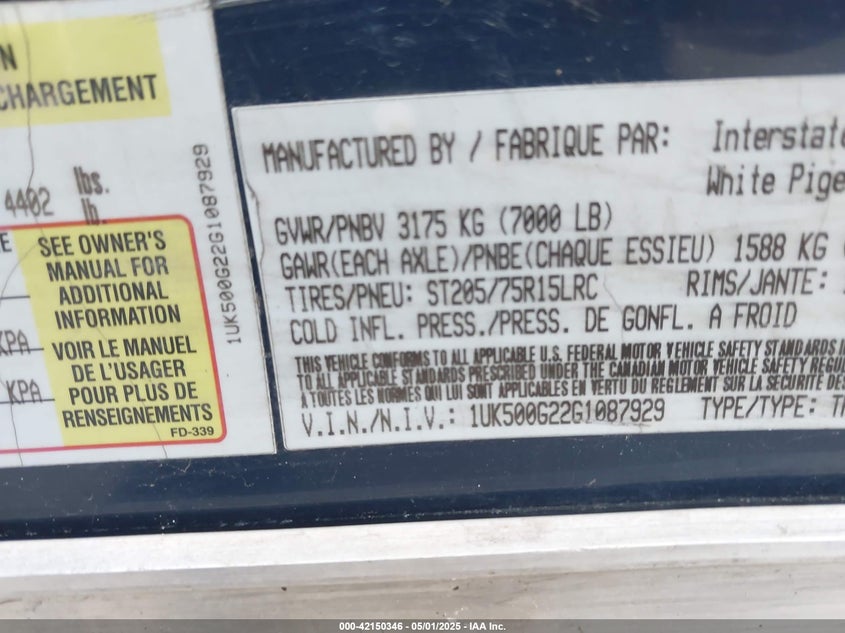 N
CHARGEMENT
4402 lbs.
lb.
SEE OWNER'S
MANUAL FOR
ADDITIONAL
INFORMATION
KPA
VOIR LE MANUEL
DE L'USAGER
KPA
POUR PLUS DE
RENSEIGNEMENTS
FD-339
1UK500G22G1087929
MANUFACTURED BY / FABRIQUE PAR: Interstate
White Pige
GVWR/PNBV 3175 KG (7000 LB)
GAWR(EACH AXLE)/PNBE(CHAQUE ESSIEU) 1588 KG (
TIRES/PNEU: ST205/75R15LRC RIMS/JANTE:
COLD INFL. PRESS./PRESS. DE GONFL. A FROID
THIS VEHICLE CONFORMS TO ALL APPLICABLE U.S. FEDERAL MOTOR VEHICLE SAFETY STANDARDS IN
TO ALL APPLICABLE STANDARDS PRESCRIBED UNDER THE CANADIAN MOTOR VEHICLE SAFETY REGU
A TOUTES LES NORMES QUI LUI SONT APPLICABLES EN VERTU DU REGLEMENT SUR LA SECURITE DES
V.I.N./N.I.V.: 1UK500G22G1087929 TYPE/TYPE: TR
000-42150346 - 05/01/2025 - IAA Inc.